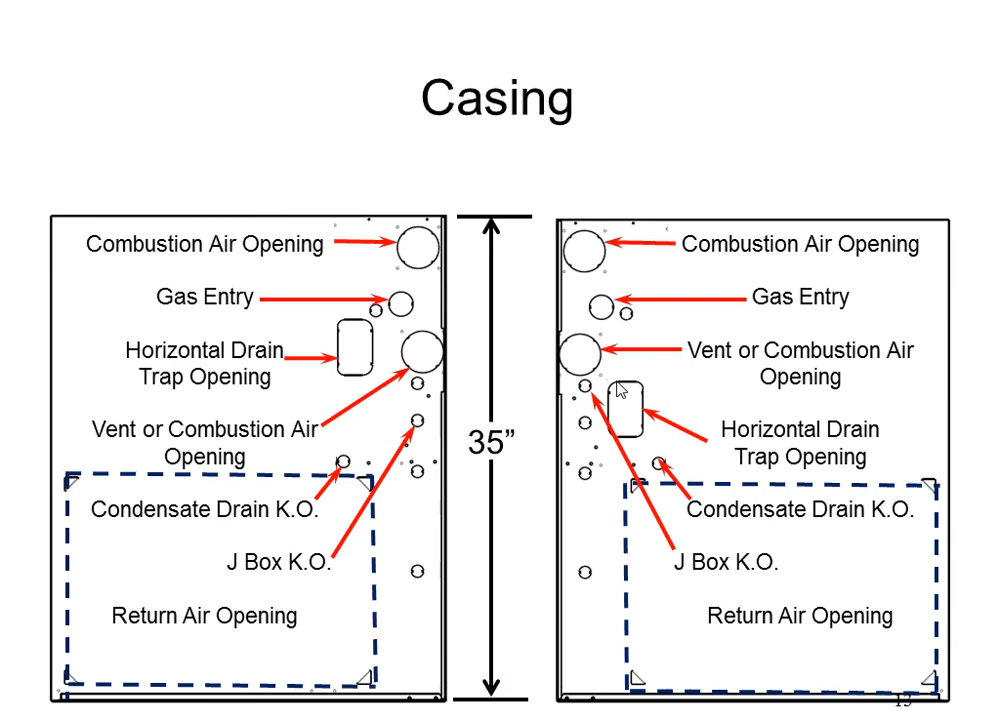 Casing
Combustion Air Opening
Gas Entry
Horizontal Drain
Trap Opening
Vent or Combustion Air
Opening
Condensate Drain K.O.
J Box K.O.
Return Air Opening
35”
Combustion Air Opening
Gas Entry
Vent or Combustion Air
Opening
Horizontal Drain
Trap Opening
Condensate Drain K.O.
J Box K.O.
Return Air Opening